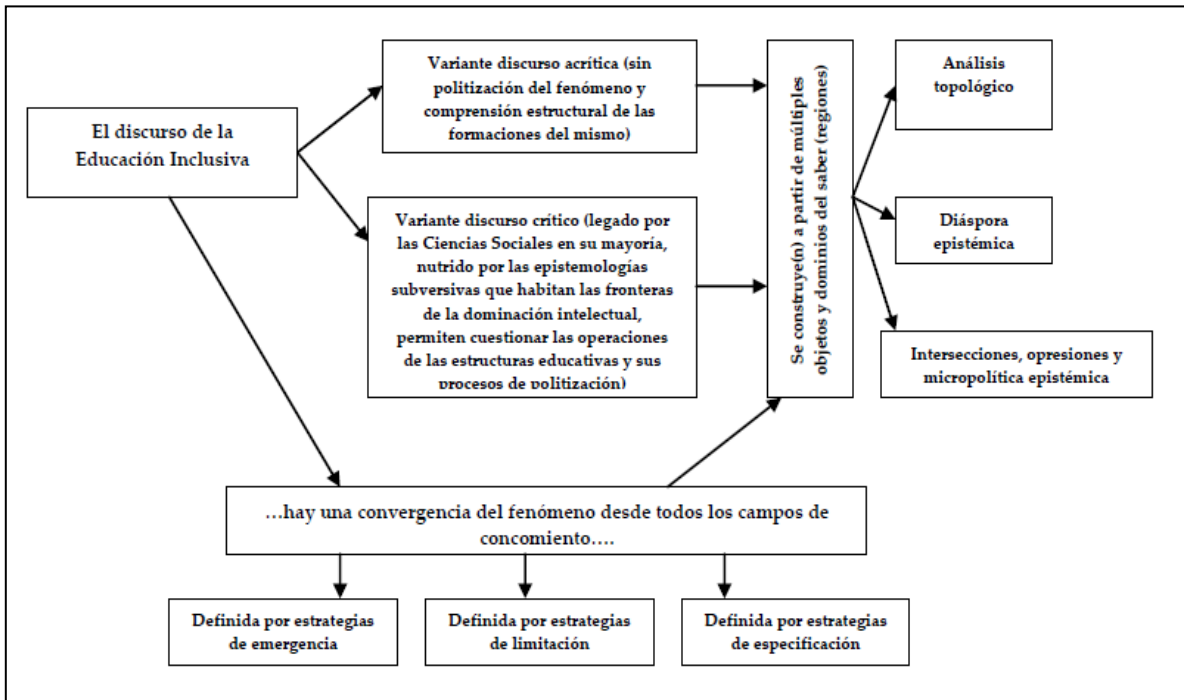 El discurso de la
Educación Inclusiva
Variante discurso acrítica (sin
politización del fenómeno y
comprensión estructural de las
formaciones del mismo)
Variante discurso crítico (legado por
las Ciencias Sociales en su mayoría,
nutrido por las epistemologías
subversivas que habitan las fronteras
de la dominación intelectual,
permiten cuestionar las operaciones
de las estructuras educativas y sus
procesos de politización)
Se construye(n) a partir de múltiples
objetos y dominios del saber (regiones)
Análisis
topológico
Diáspora
epistémica
Intersecciones, opresiones y
micropolítica epistémica
…hay una convergencia del fenómeno desde todos los campos de
concomiento….
Definida por estrategias
de emergencia
Definida por estrategias
de limitación
Definida por estrategias
de especificación